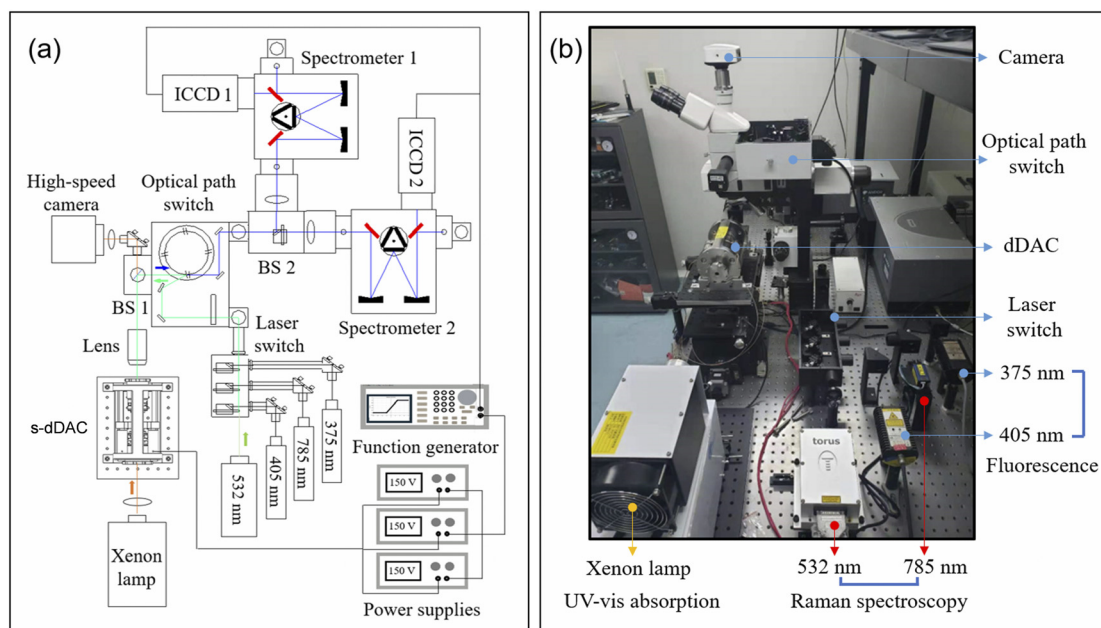 (a)
Spectrometer 1
ICCD 1
ICCD 2
High-speed
camera
Optical path
switch
BS 1
BS 2
Spectrometer 2
Lens
Laser
switch
s-dDAC
532 nm
405 nm
785 nm
375 nm
Function generator
150 V
150 V
150 V
Power supplies
Xenon
lamp
(b)
Camera
Optical path
switch
dDAC
Laser
switch
375 nm
405 nm
Fluorescence
torus
Xenon lamp
UV-vis absorption
532 nm
785 nm
Raman spectroscopy